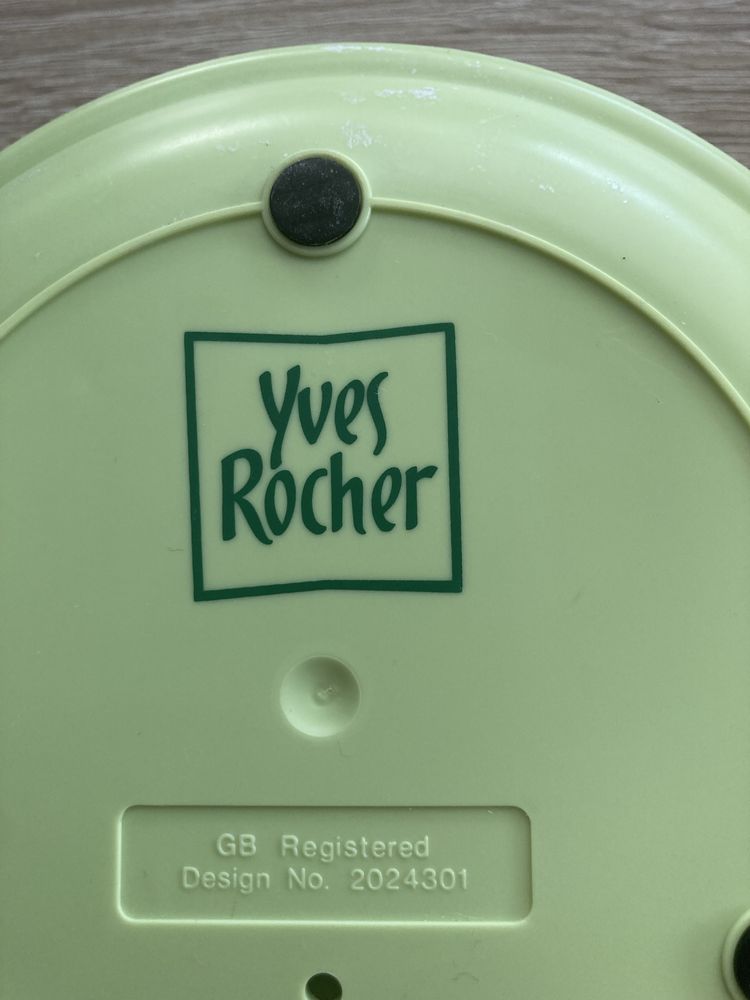 Yves
Rocher
GB Registered
Design No. 2024301